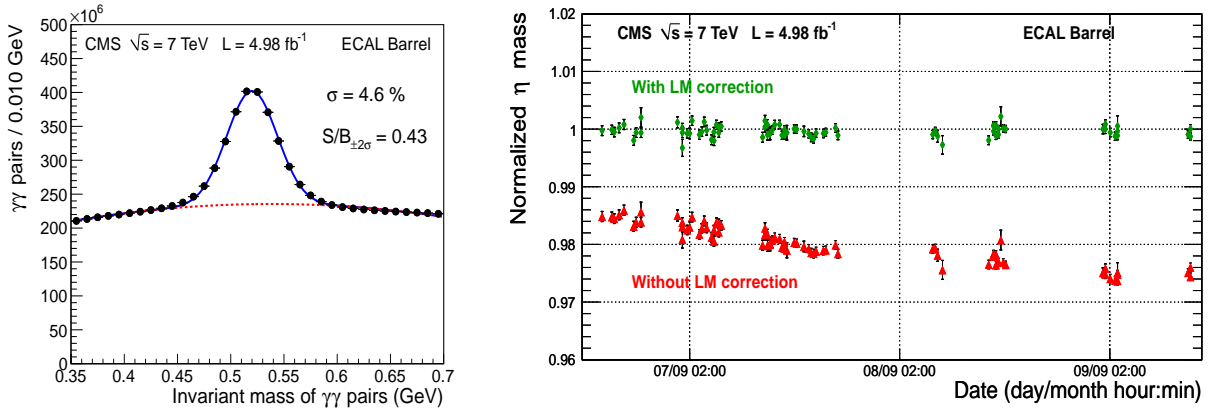 ×10⁶
500
450
400
350
300
250
200
150
100
50
0
CMS √s = 7 TeV L = 4.98 fb⁻¹
ECAL Barrel
σ = 4.6 %
S/B±2σ = 0.43
γγ pairs / 0.010 GeV
0.35 0.4 0.45 0.5 0.55 0.6 0.65 0.7
Invariant mass of γγ pairs (GeV)
1.02
1.01
1
0.99
0.98
0.97
0.96
Normalized η mass
CMS √s = 7 TeV L = 4.98 fb⁻¹
ECAL Barrel
With LM correction
Without LM correction
07/09 02:00 08/09 02:00 09/09 02:00
Date (day/month hour:min)